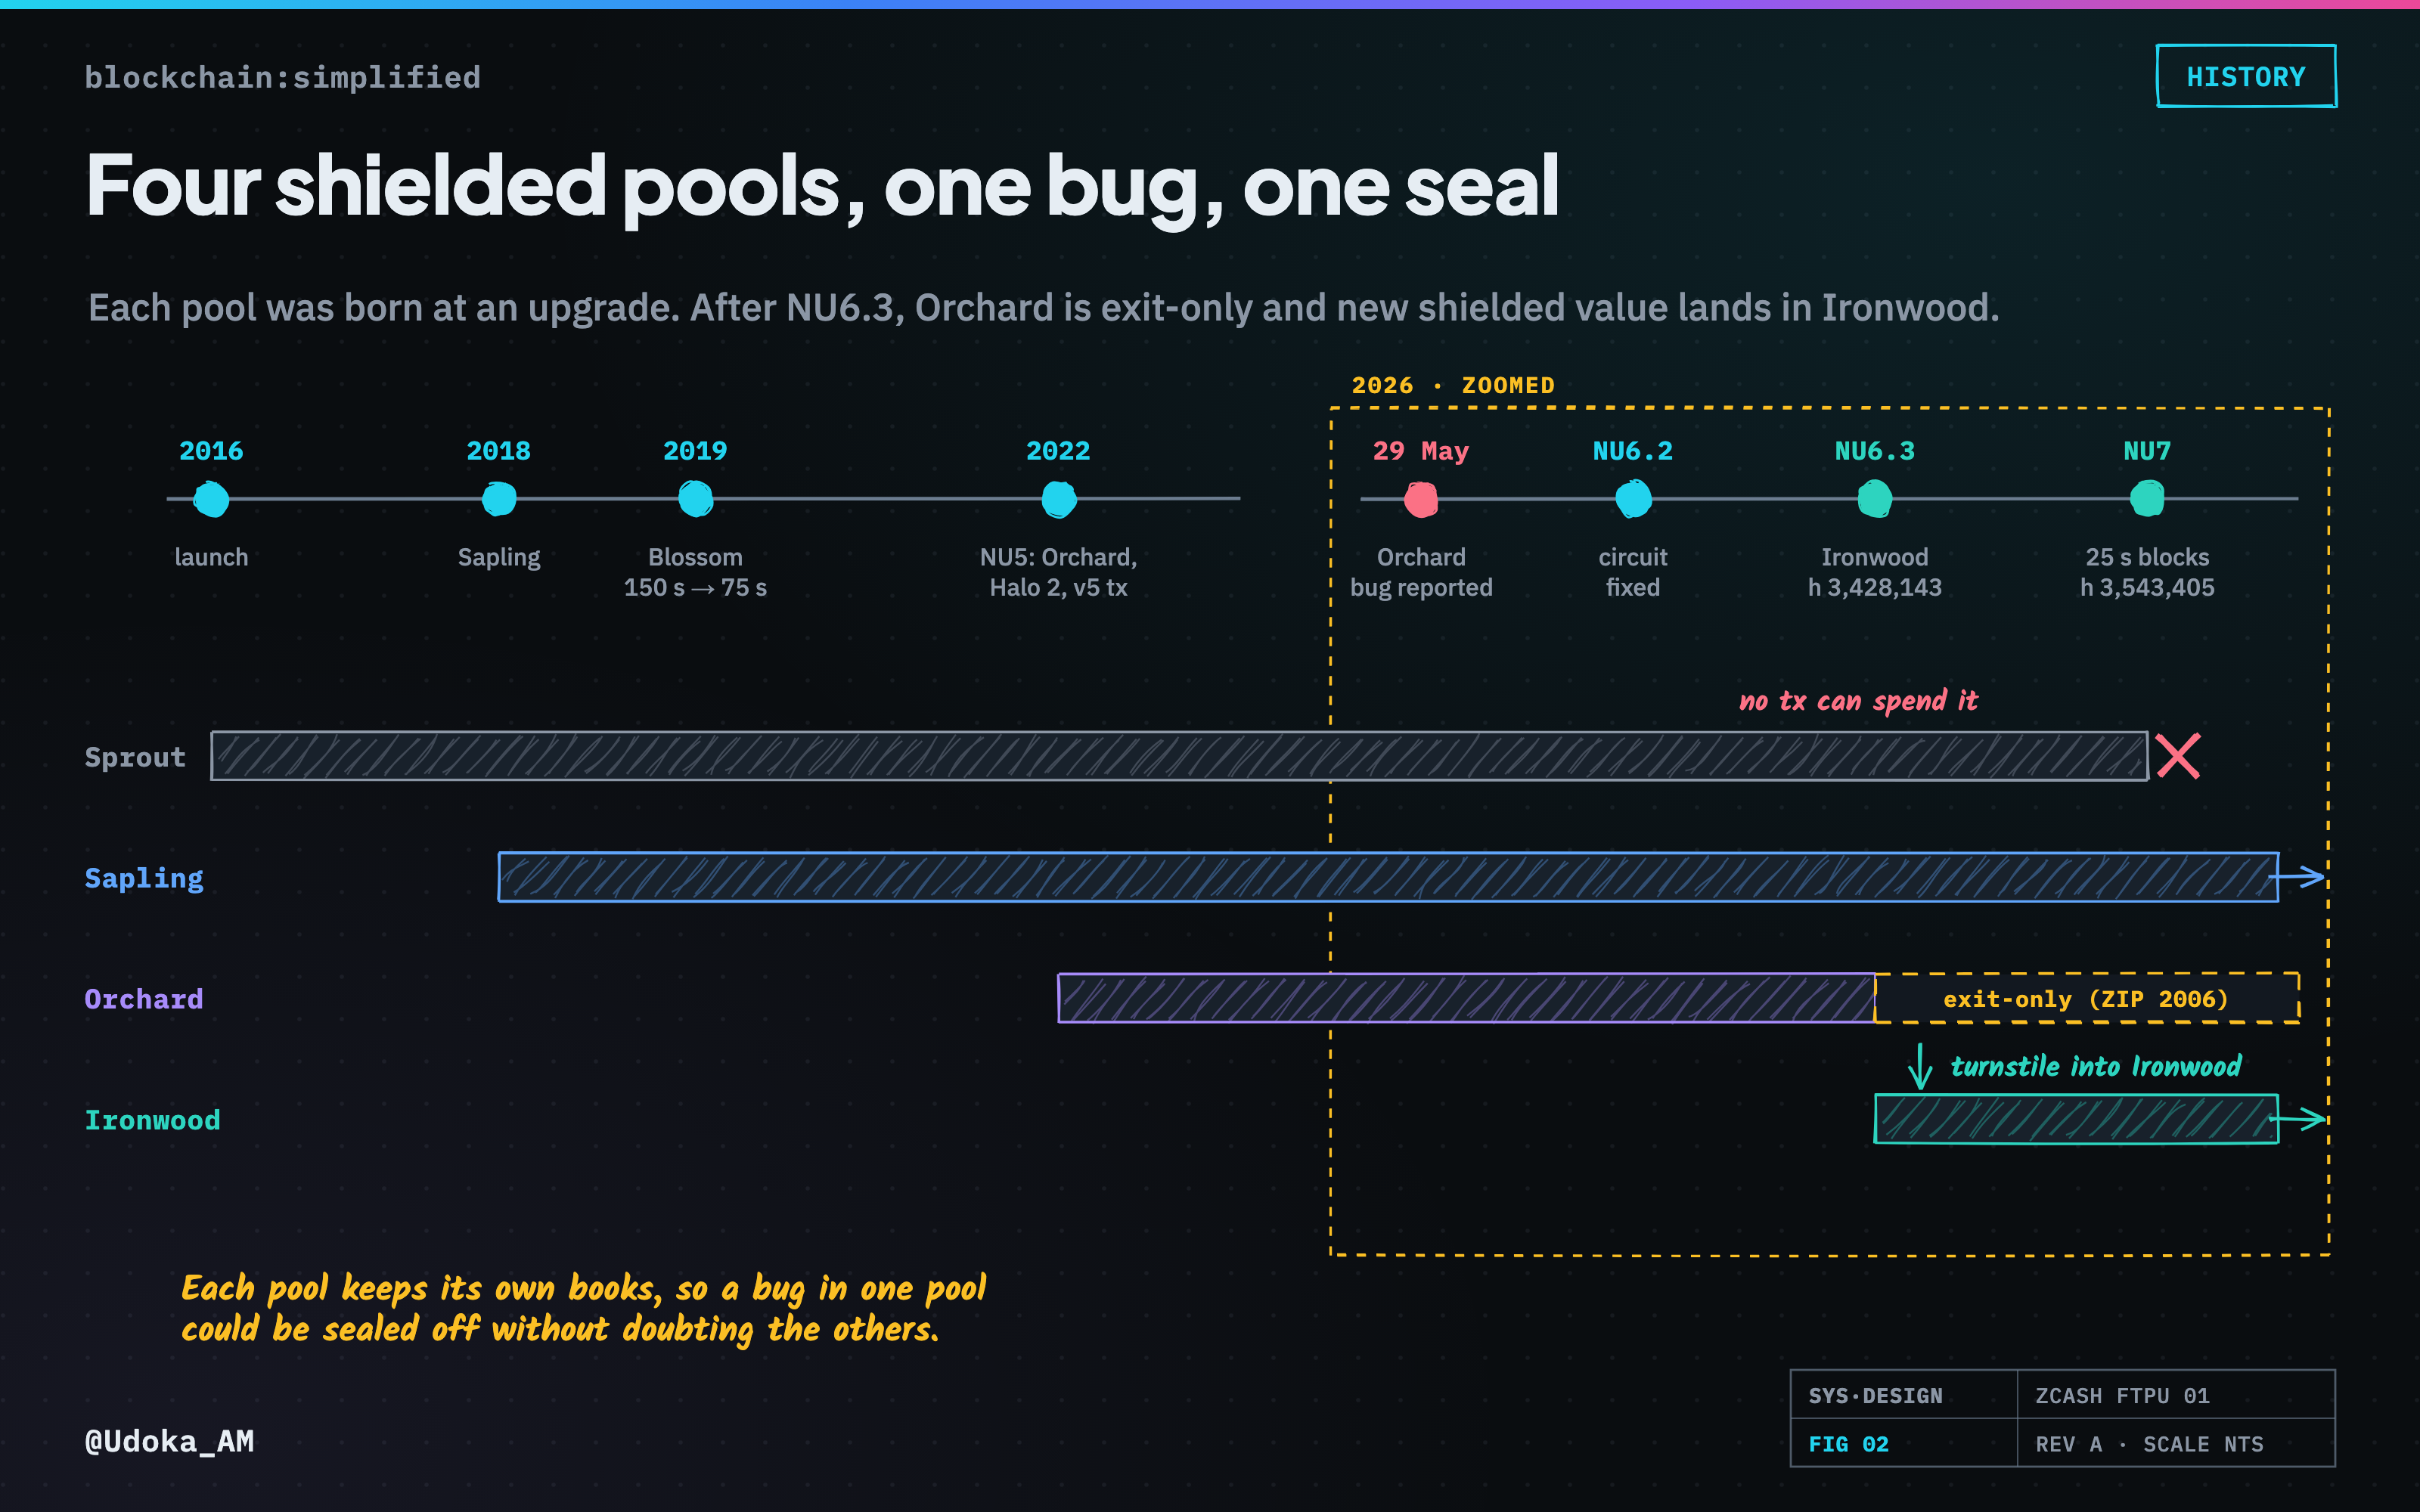 blockchain:simplified
HISTORY
Four shielded pools, one bug, one seal
Each pool was born at an upgrade. After NU6.3, Orchard is exit-only and new shielded value lands in Ironwood.
2026 · ZOOMED
2016
2018
2019
2022
29 May
NU6.2
NU6.3
NU7
launch
Sapling
Blossom
150 s → 75 s
NU5: Orchard,
Halo 2, v5 tx
Orchard
bug reported
circuit
fixed
Ironwood
h 3,428,143
25 s blocks
h 3,543,405
no tx can spend it
Sprout
Sapling
Orchard
exit-only (ZIP 2006)
turnstile into Ironwood
Ironwood
Each pool keeps its own books, so a bug in one pool
could be sealed off without doubting the others.
@Udoka_AM
SYS·DESIGN
ZCASH FTPU 01
FIG 02
REV A · SCALE NTS